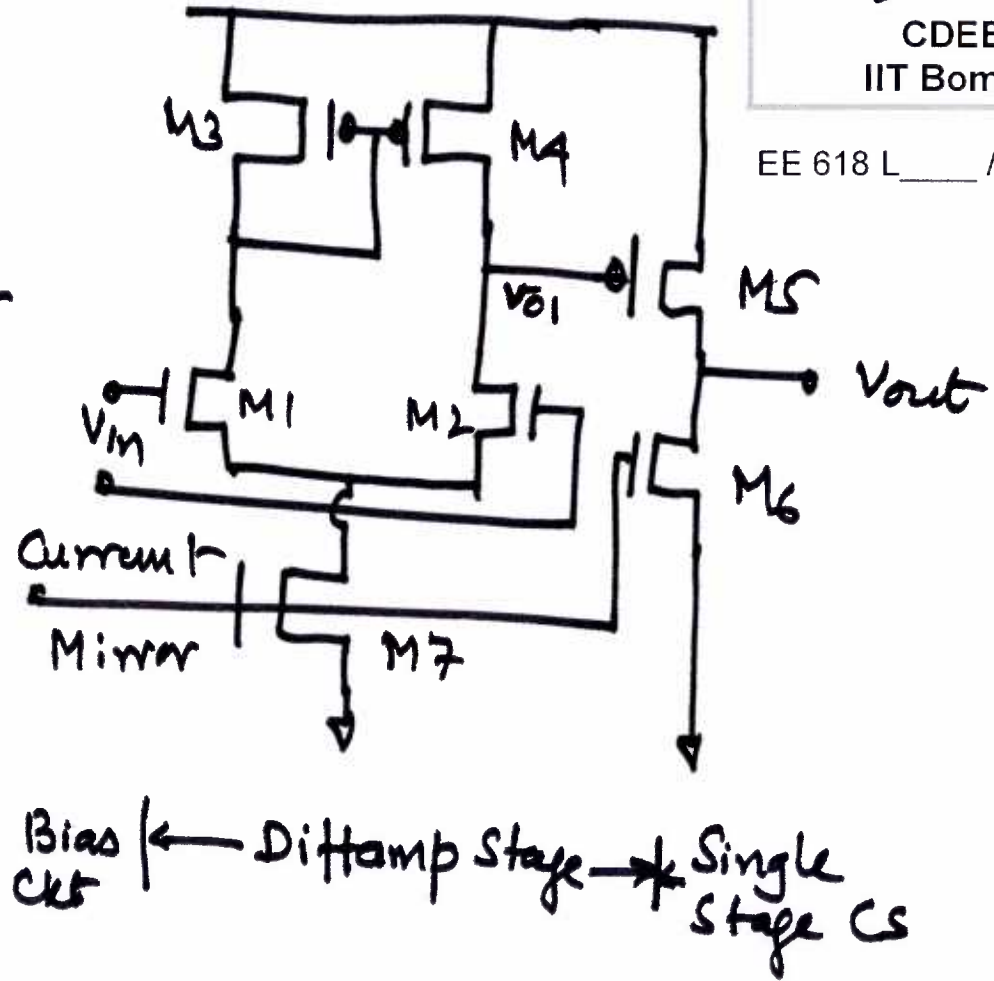 CDEE
IIT Bom
EE 618 L____ /
M3
M4
M5
Vo1
Vout
Vin
M1
M2
M6
Current
Mirror
M7
Bias
Ckt
Diffamp Stage
Single
Stage CS